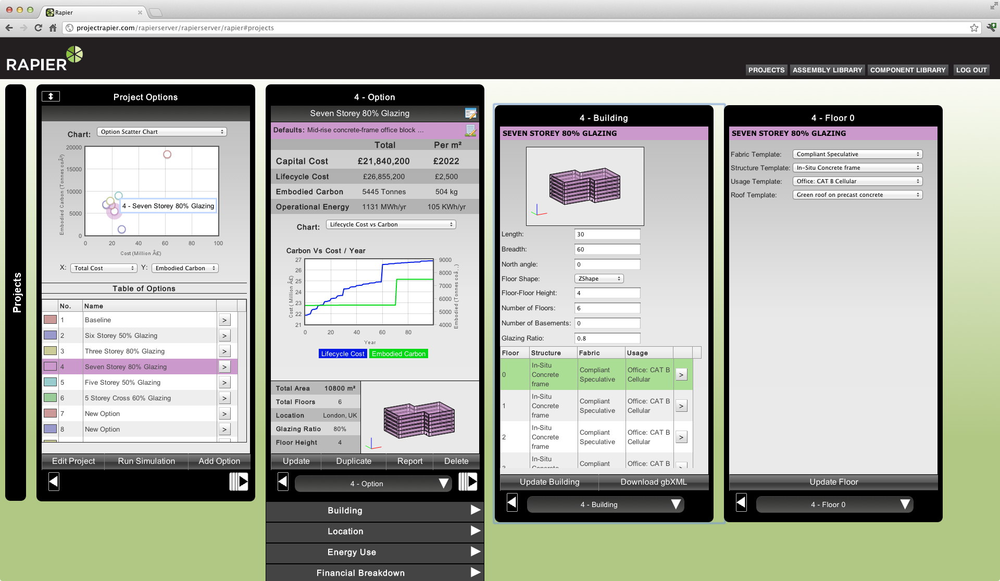 Rapier
projectrapier.com/rapierserver/rapierserver/rapier#projects
RAPIER
PROJECTS
ASSEMBLY LIBRARY
COMPONENT LIBRARY
LOG OUT
Projects
Project Options
Chart: Option Scatter Chart
20000
15000
10000
5000
0
Embodied Carbon (Tonnes coÂ²)
4 - Seven Storey 80% Glazing
0 20 40 60 80 100
Cost (Million Â£)
X: Total Cost Y: Embodied Carbon
Table of Options
No. Name
1 Baseline >
2 Six Storey 50% Glazing >
3 Three Storey 80% Glazing >
4 Seven Storey 80% Glazing >
5 Five Storey 50% Glazing >
6 5 Storey Cross 60% Glazing >
7 New Option >
8 New Option >
Edit Project Run Simulation Add Option
4 - Option
Seven Storey 80% Glazing
Defaults: Mid-rise concrete-frame office block ...
Total Per m²
Capital Cost £21,840,200 £2022
Lifecycle Cost £26,855,200 £2,500
Embodied Carbon 5445 Tonnes 504 kg
Operational Energy 1131 MWh/yr 105 KWh/yr
Chart: Lifecycle Cost vs Carbon
Carbon Vs Cost / Year
27
26
25
24
23
22
21
Cost ( Million Â£)
9000
8000
7000
6000
5000
4000
Embodied (Tonnes coâ‚‚)
0 20 40 60 80
Year
Lifecycle Cost Embodied Carbon
Total Area 10800 m²
Total Floors 6
Location London, UK
Glazing Ratio 80%
Floor Height 4
Update Duplicate Report Delete
4 - Option
Building
Location
Energy Use
Financial Breakdown
4 - Building
SEVEN STOREY 80% GLAZING
Length: 30
Breadth: 60
North angle: 0
Floor Shape: ZShape
Floor-Floor Height: 4
Number of Floors: 6
Number of Basements: 0
Glazing Ratio: 0.8
Floor Structure Fabric Usage
0 In-Situ Concrete frame Compliant Speculative Office: CAT B Cellular >
1 In-Situ Concrete frame Compliant Speculative Office: CAT B Cellular >
2 In-Situ Concrete frame Compliant Speculative Office: CAT B Cellular >
3 In-Situ Concrete Compliant Office: CAT B
Update Building Download gbXML
4 - Building
4 - Floor 0
SEVEN STOREY 80% GLAZING
Fabric Template: Compliant Speculative
Structure Template: In-Situ Concrete frame
Usage Template: Office: CAT B Cellular
Roof Template: Green roof on precast concrete
Update Floor
4 - Floor 0